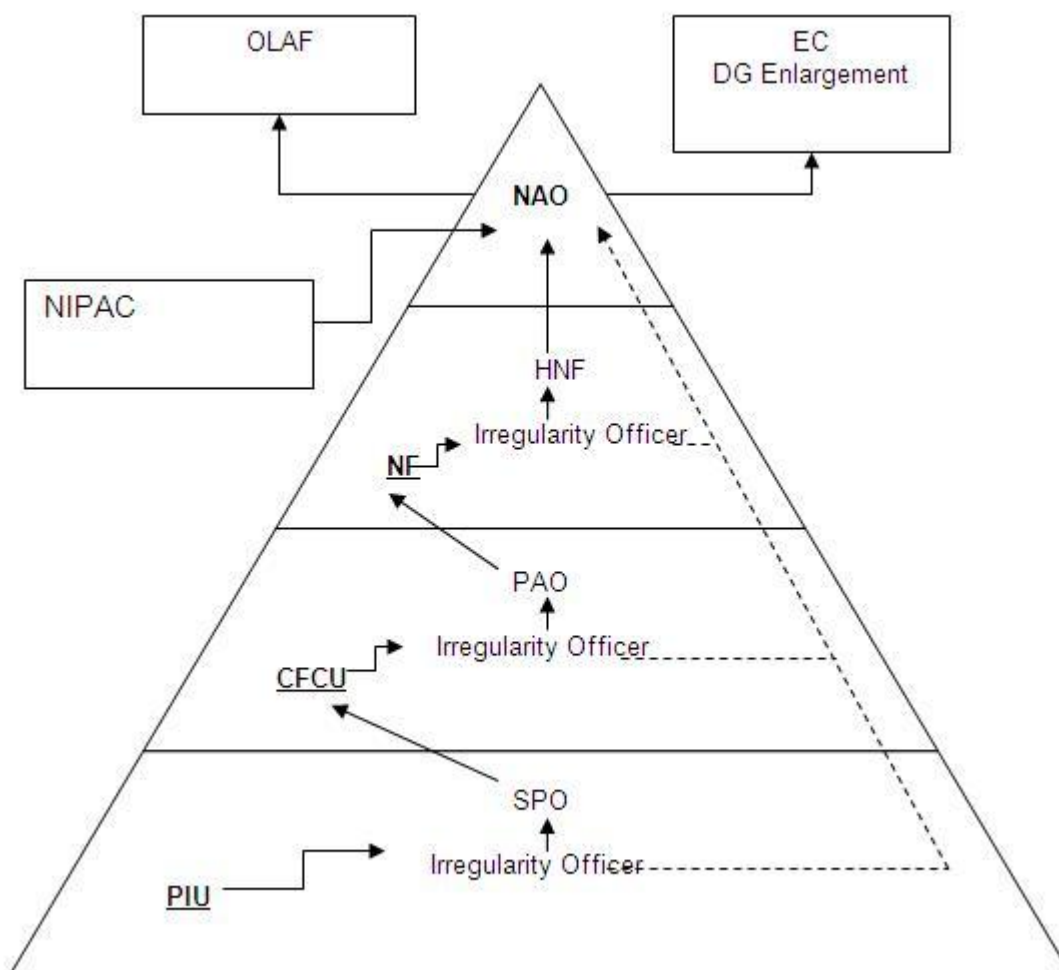 OLAF
EC
DG Enlargement
NAO
NIPAC
HNF
Irregularity Officer
NF
PAO
Irregularity Officer
CFCU
SPO
Irregularity Officer
PIU